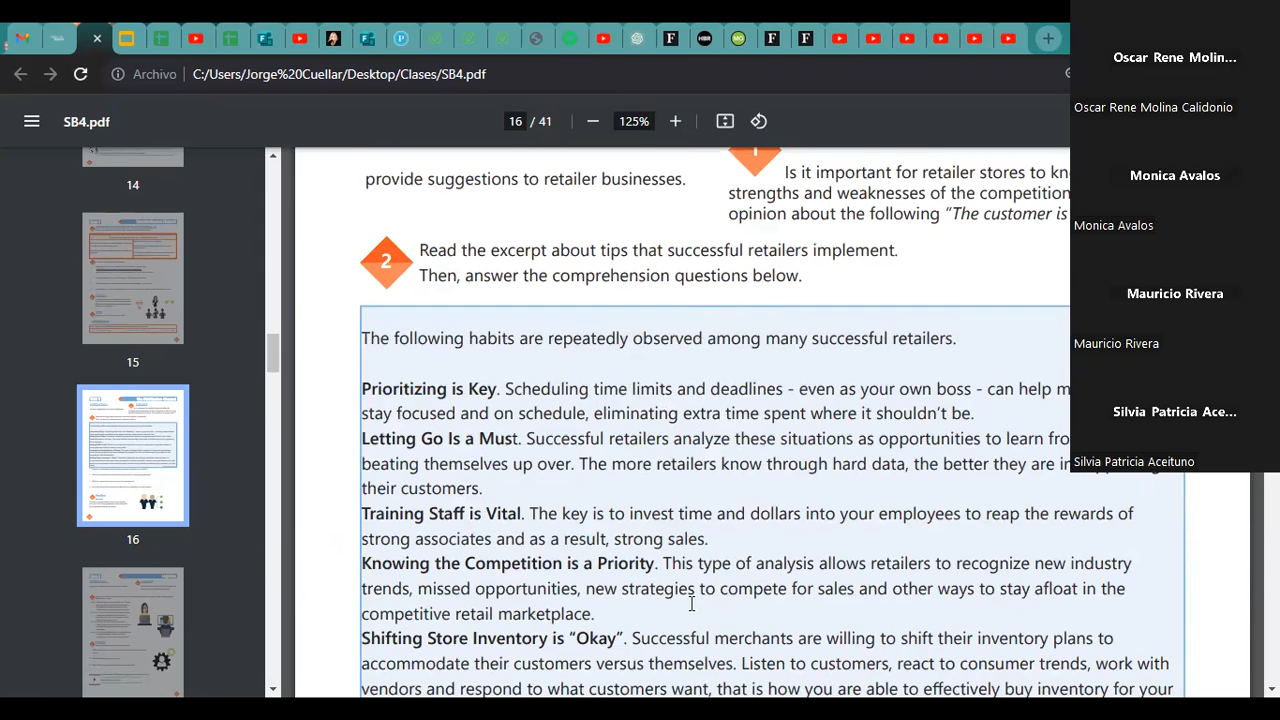 Archivo C:/Users/Jorge%20Cuellar/Desktop/Clases/SB4.pdf
SB4.pdf
16 / 41
125%
14
15
16
provide suggestions to retailer businesses.
1
Is it important for retailer stores to kn
strengths and weaknesses of the competition
opinion about the following "The customer is
2
Read the excerpt about tips that successful retailers implement.
Then, answer the comprehension questions below.
The following habits are repeatedly observed among many successful retailers.
Prioritizing is Key. Scheduling time limits and deadlines - even as your own boss - can help m
stay focused and on schedule, eliminating extra time spent where it shouldn't be.
Letting Go Is a Must. Successful retailers analyze these situations as opportunities to learn fro
beating themselves up over. The more retailers know through hard data, the better they are in
their customers.
Training Staff is Vital. The key is to invest time and dollars into your employees to reap the rewards of
strong associates and as a result, strong sales.
Knowing the Competition is a Priority. This type of analysis allows retailers to recognize new industry
trends, missed opportunities, new strategies to compete for sales and other ways to stay afloat in the
competitive retail marketplace.
Shifting Store Inventory is “Okay”. Successful merchants are willing to shift their inventory plans to
accommodate their customers versus themselves. Listen to customers, react to consumer trends, work with
vendors and respond to what customers want, that is how you are able to effectively buy inventory for your
Oscar Rene Molin...
Oscar Rene Molina Calidonio
Monica Avalos
Monica Avalos
Mauricio Rivera
Mauricio Rivera
Silvia Patricia Ace...
Silvia Patricia Aceituno